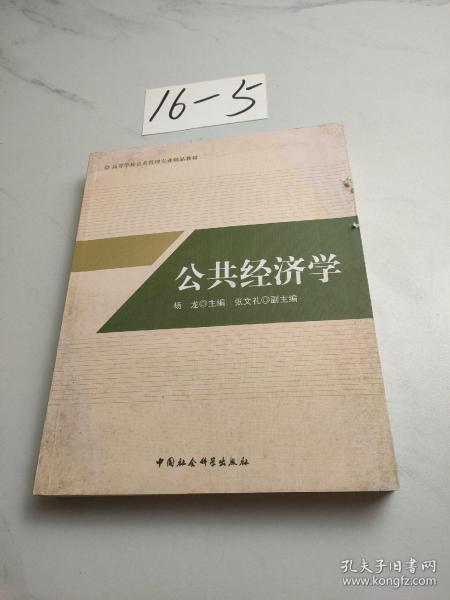 16-5
◎高等学校公共管理专业精品教材
公共经济学
杨 龙◎主编 张文礼◎副主编
中国社会科学出版社
孔夫子旧书网
www.kongfz.com